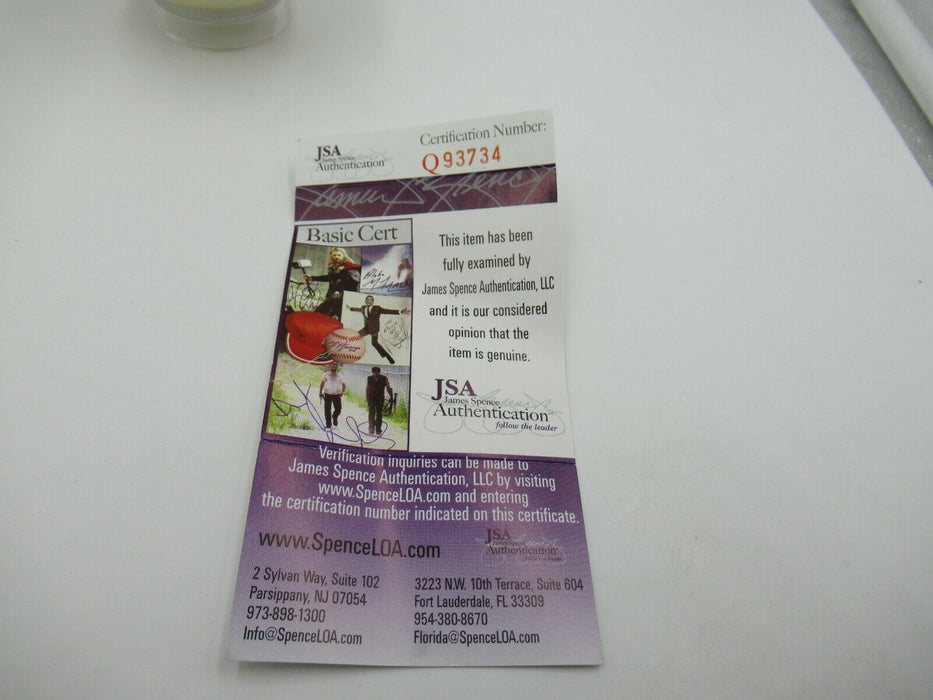 JSA
James Spence
Authentication
Certification Number:
Q93734
Basic Cert
This item has been
fully examined by
James Spence Authentication, LLC
and it is our considered
opinion that the
item is genuine.
JSA
James Spence
Authentication
follow the leader
Verification inquiries can be made to
James Spence Authentication, LLC by visiting
www.SpenceLOA.com and entering
the certification number indicated on this certificate.
www.SpenceLOA.com
JSA
Authentication
2 Sylvan Way, Suite 102
Parsippany, NJ 07054
973-898-1300
Info@SpenceLOA.com
3223 N.W. 10th Terrace, Suite 604
Fort Lauderdale, FL 33309
954-380-8670
Florida@SpenceLOA.com